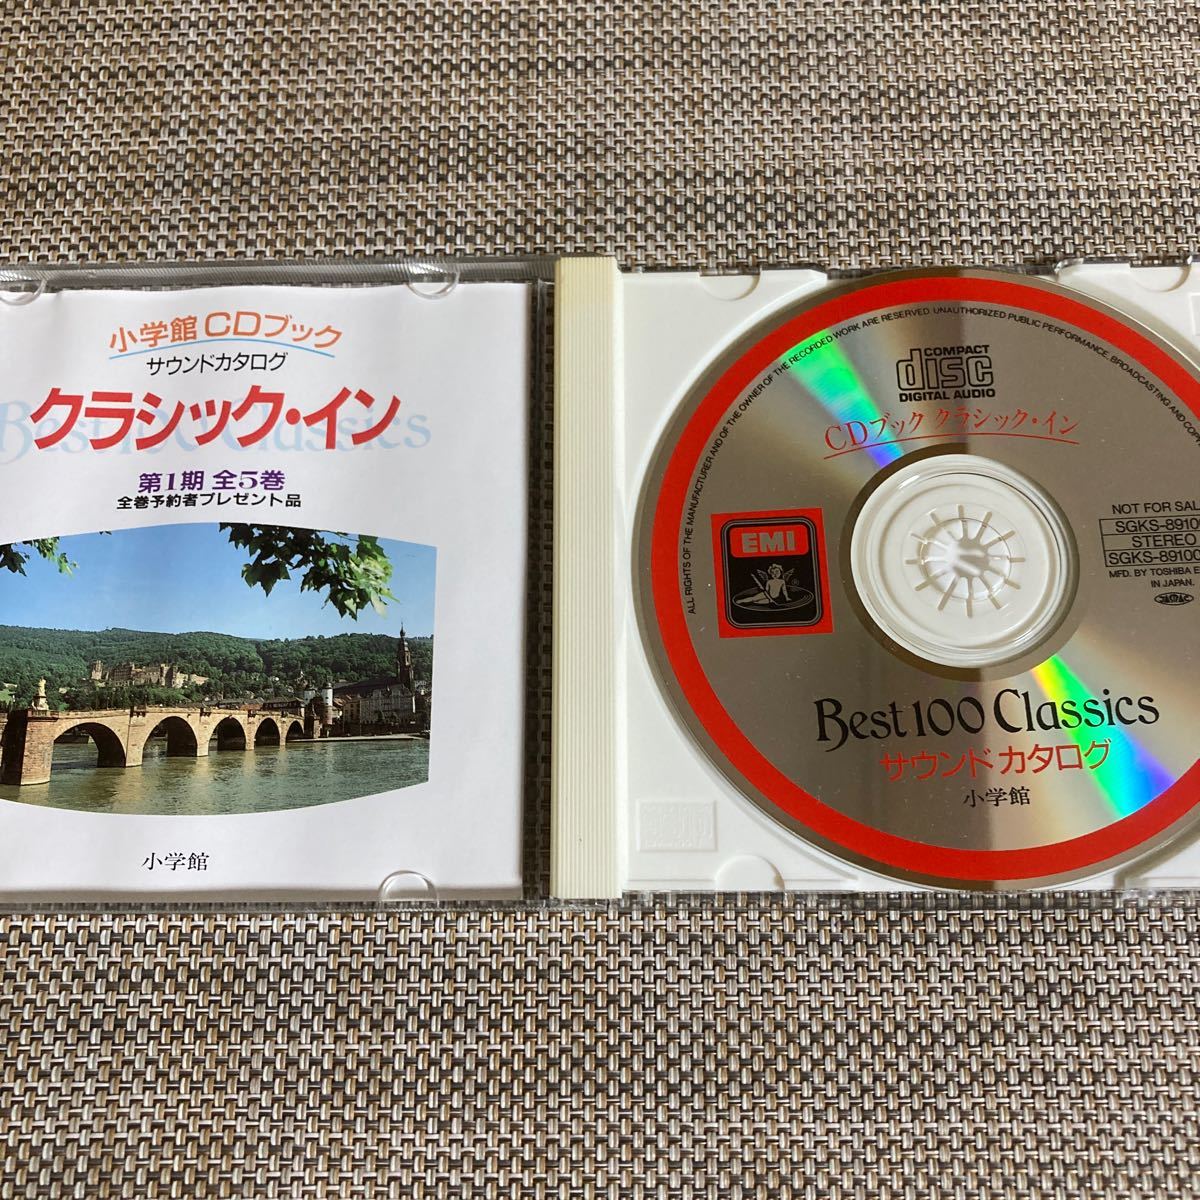 小学館 CDブック
サウンドカタログ
Best 100 Classics
クラシック・イン
第1期 全5巻
全巻予約者プレゼント品
小学館
ALL RIGHTS OF THE MANUFACTURER AND OF THE OWNER OF THE RECORDED WORK ARE RESERVED. UNAUTHORIZED PUBLIC PERFORMANCE, BROADCASTING AND
COMPACT
disc
DIGITAL AUDIO
CDブック クラシック・イン
EMI
NOT FOR SAL
SGKS-8910
STEREO
SGKS-89100
MFD. BY TOSHIBA E
IN JAPAN.
JASRAC
Best 100 Classics
サウンドカタログ
小学館